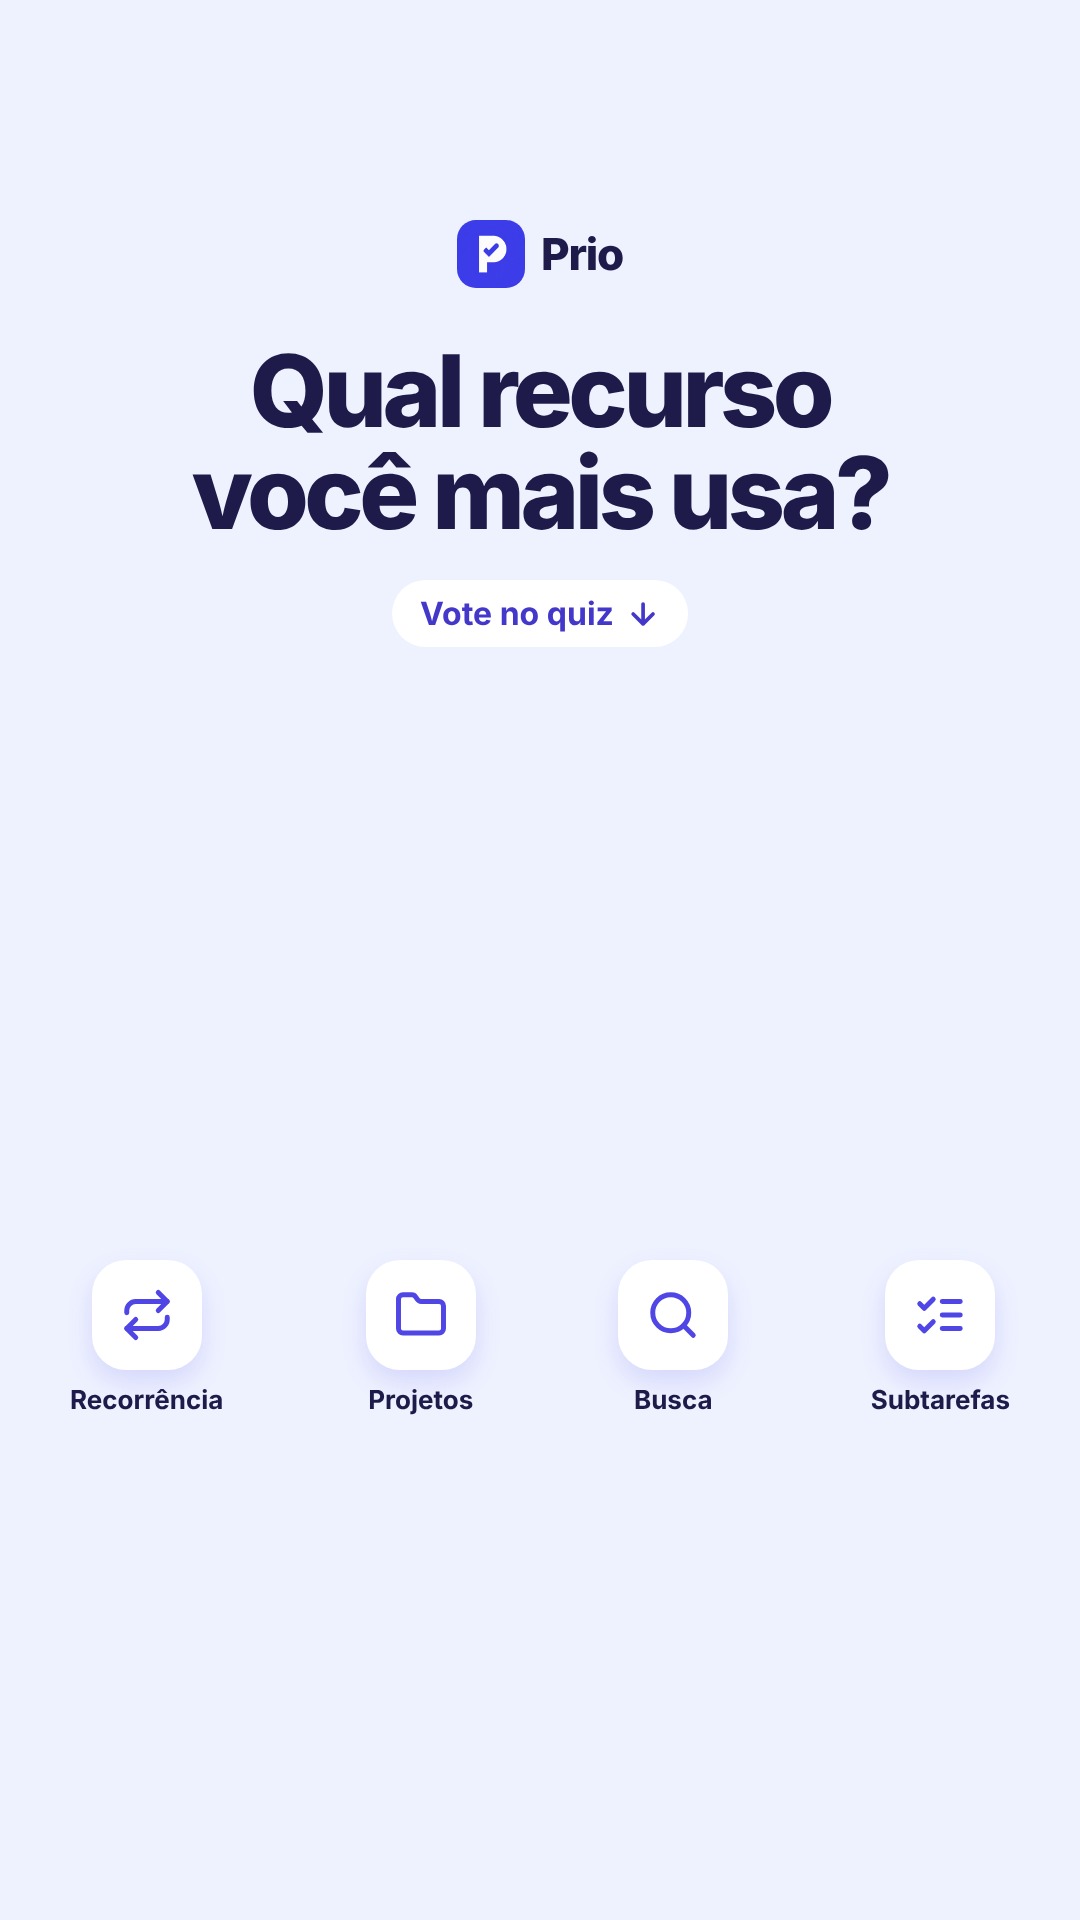 Prio
Qual recurso
você mais usa?
Vote no quiz ↓
Recorrência
Projetos
Busca
Subtarefas